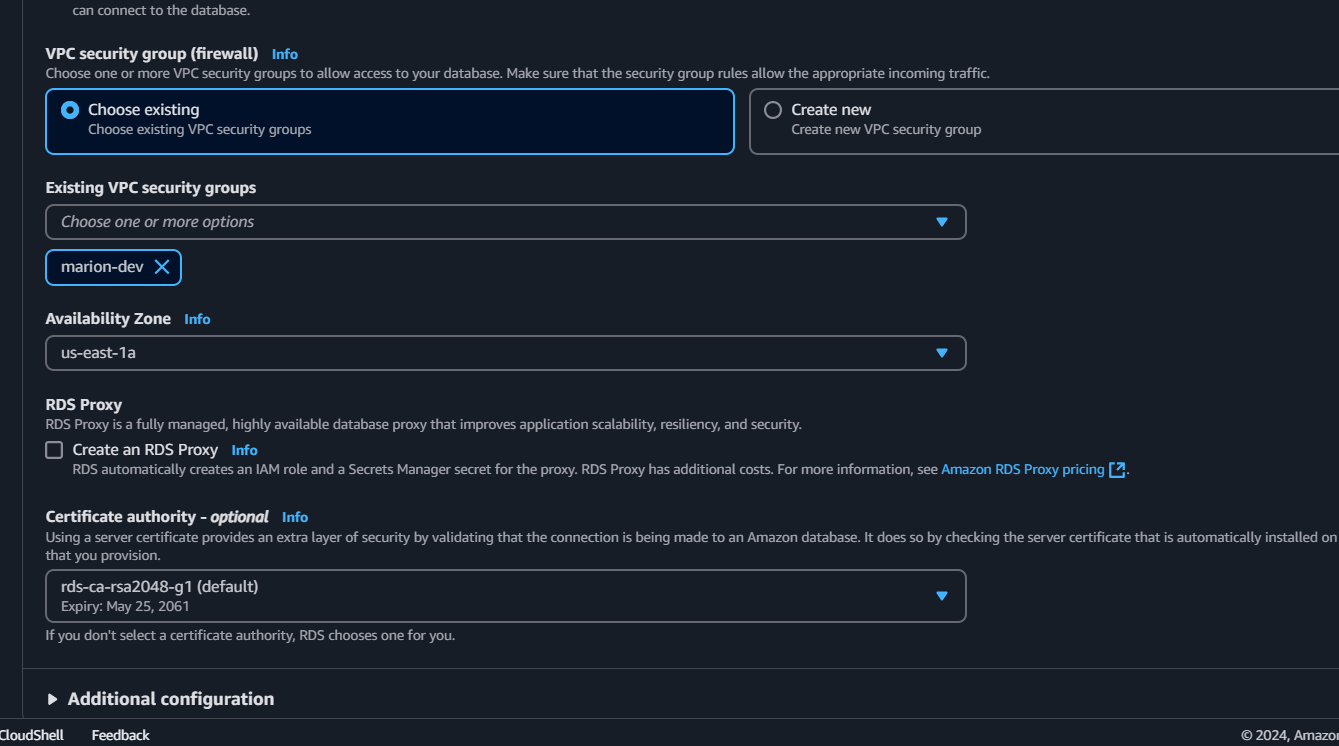 can connect to the database.
VPC security group (firewall) Info
Choose one or more VPC security groups to allow access to your database. Make sure that the security group rules allow the appropriate incoming traffic.
Choose existing
Choose existing VPC security groups
Create new
Create new VPC security group
Existing VPC security groups
Choose one or more options
marion-dev
Availability Zone Info
us-east-1a
RDS Proxy
RDS Proxy is a fully managed, highly available database proxy that improves application scalability, resiliency, and security.
Create an RDS Proxy Info
RDS automatically creates an IAM role and a Secrets Manager secret for the proxy. RDS Proxy has additional costs. For more information, see Amazon RDS Proxy pricing.
Certificate authority - optional Info
Using a server certificate provides an extra layer of security by validating that the connection is being made to an Amazon database. It does so by checking the server certificate that is automatically installed on
that you provision.
rds-ca-rsa2048-g1 (default)
Expiry: May 25, 2061
If you don't select a certificate authority, RDS chooses one for you.
Additional configuration
CloudShell Feedback © 2024, Amazon